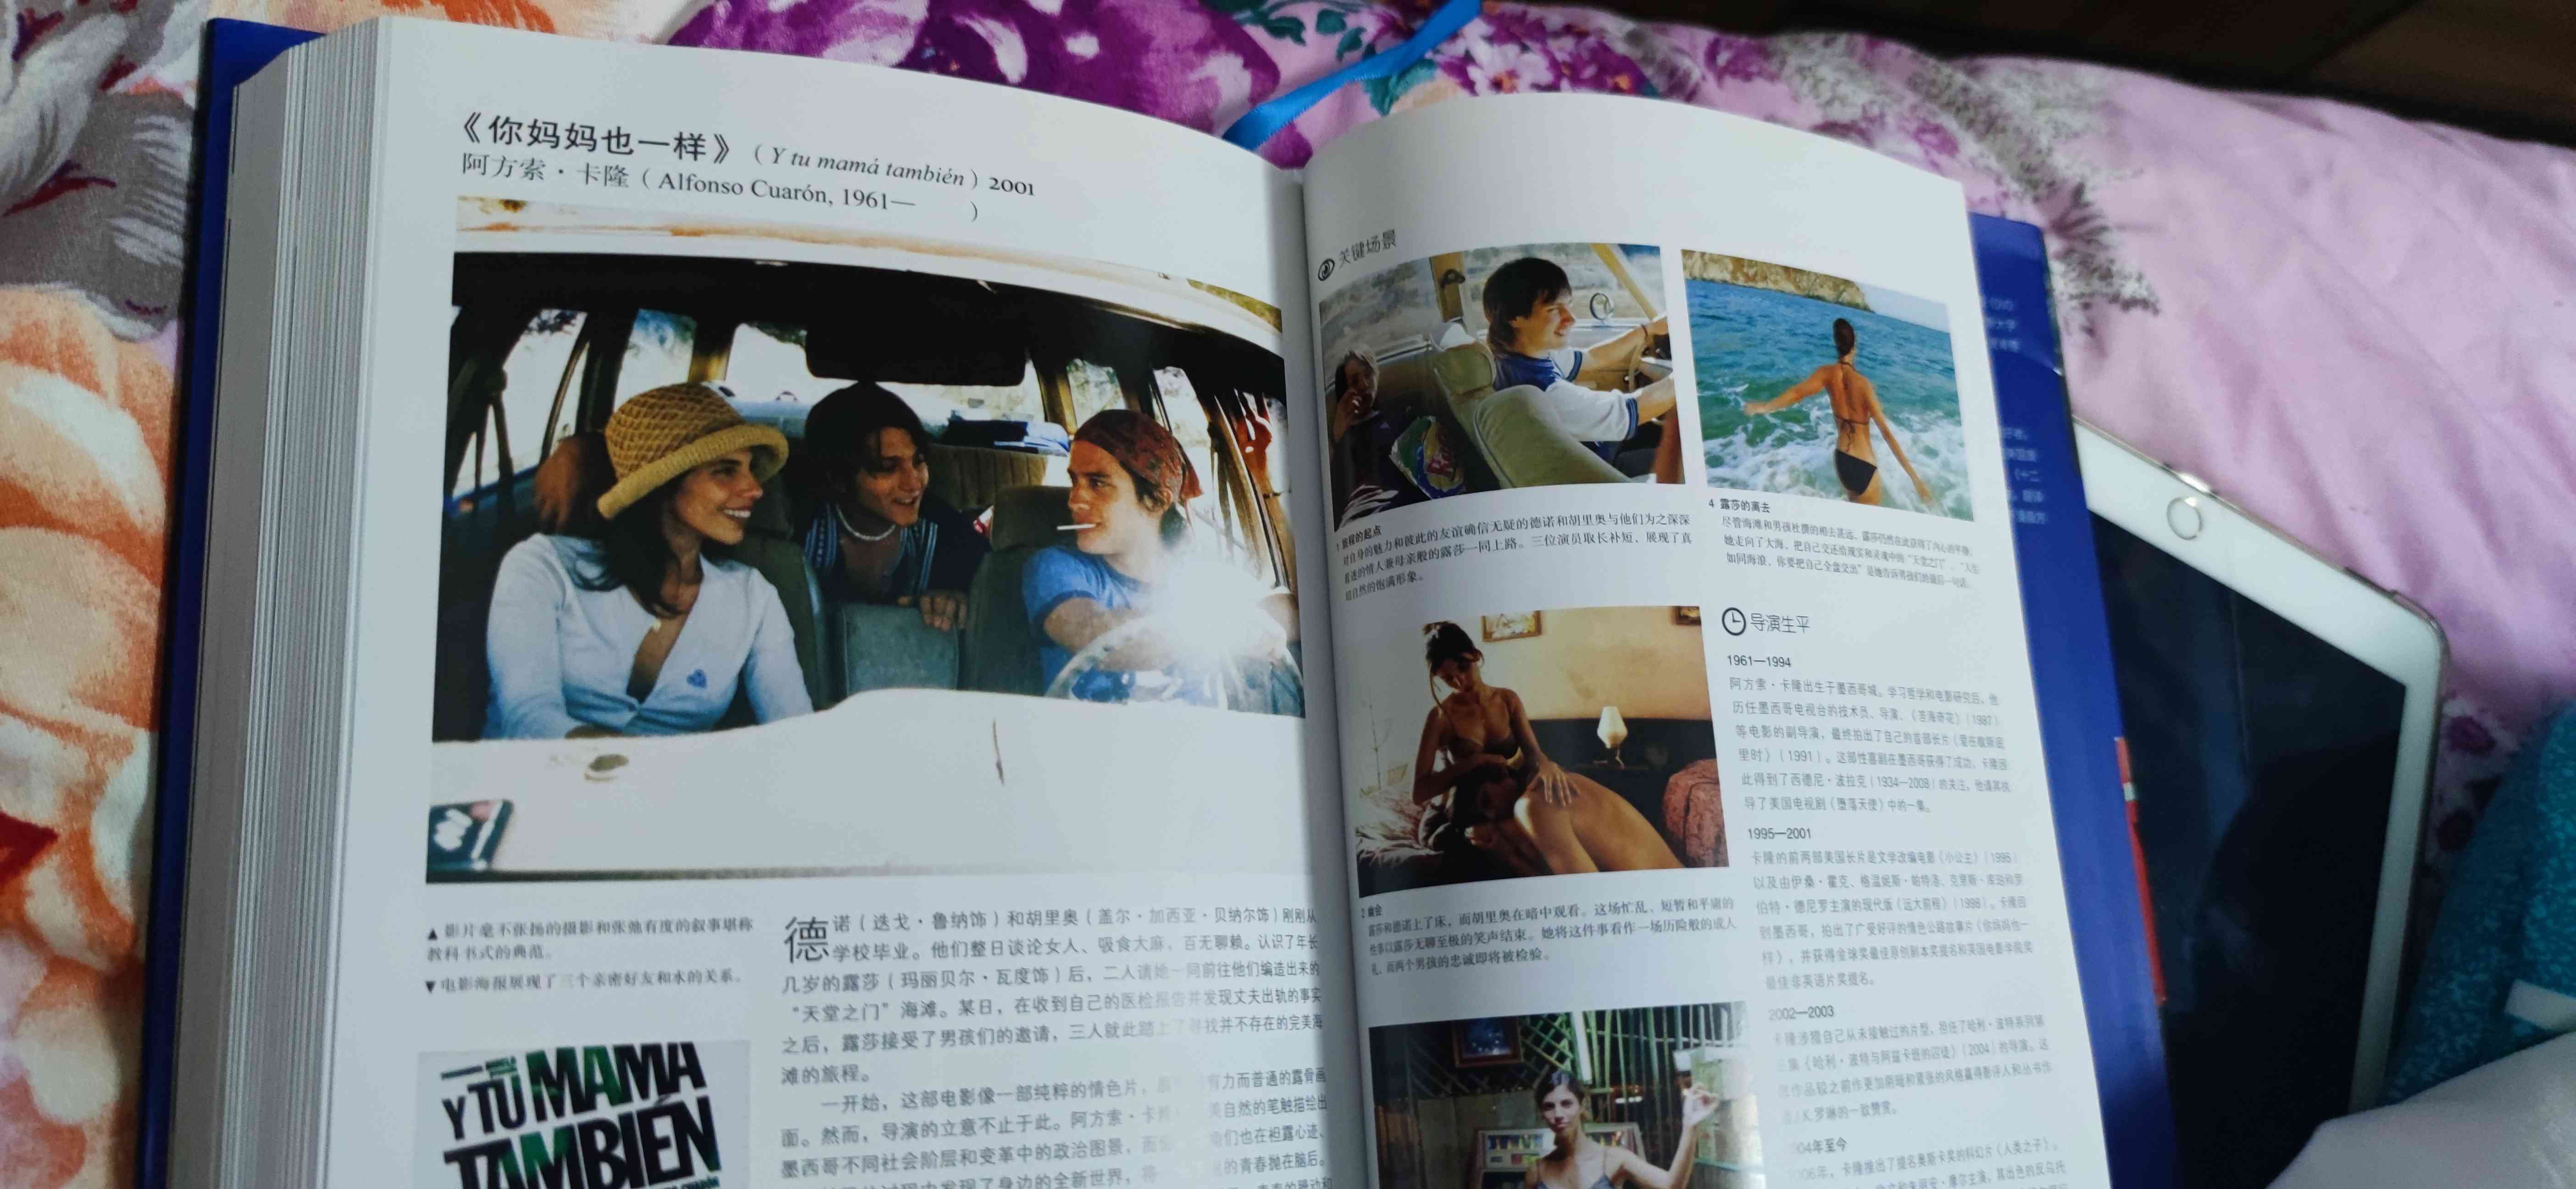 《你妈妈也一样》（Y tu mamá también）2001
阿方索·卡隆（Alfonso Cuarón, 1961— ）
▲ 影片毫不张扬的摄影和张弛有度的叙事堪称
教科书式的典范。
▼ 电影海报展现了三个亲密好友和水的关系。
Y TU MAMÁ
TAMBIÉN
德诺（迭戈·鲁纳饰）和胡里奥（盖尔·加西亚·贝纳尔饰）刚刚从
学校毕业。他们整日谈论女人、吸食大麻，百无聊赖。认识了年长
几岁的露莎（玛丽贝尔·瓦度饰）后，二人请她一同前往他们编造出来的
“天堂之门”海滩。某日，在收到自己的医检报告并发现丈夫出轨的事实
之后，露莎接受了男孩们的邀请，三人就此踏上了寻找并不存在的完美海
滩的旅程。
一开始，这部电影像一部纯粹的情色片，有力而普通的露骨画
面。然而，导演的立意不止于此。阿方索·卡 美自然的笔触描绘出
墨西哥不同社会阶层和变革中的政治图景，而 们也在袒露心迹、
发现了身边的全新世界，将 的青春抛在脑后。
关键场景
1 旅程的起点
对自身的魅力和彼此的友谊确信无疑的德诺和胡里奥与他们为之深深
着迷的情人兼母亲般的露莎一同上路。三位演员取长补短，展现了真
切自然的饱满形象。
2 幽会
露莎和德诺上了床，而胡里奥在暗中观看。这场忙乱、短暂和平庸的
性事以露莎无聊至极的笑声结束。她将这件事看作一场历险般的成人
礼，而两个男孩的忠诚即将被检验。
4 露莎的离去
尽管海滩和男孩杜撰的相去甚远，露莎仍然在此获得了内心的平静。
她走向了大海，把自己交还给现实和灵魂中的“天堂之门”。“人生
如同海浪，你要把自己全盘交出”是她告诉男孩们的最后一句话。
导演生平
1961—1994
阿方索·卡隆出生于墨西哥城。学习哲学和电影研究后，他
历任墨西哥电视台的技术员、导演、《苦海奇花》（1987）
等电影的副导演，最终拍出了自己的首部长片《爱在歇斯底
里时》（1991）。这部性喜剧在墨西哥获得了成功，卡隆因
此得到了西德尼·波拉克（1934—2008）的关注。他请其执
导了美国电视剧《堕落天使》中的一集。
1995—2001
卡隆的前两部美国长片是文学改编电影《小公主》（1995）
以及由伊桑·霍克、格温妮斯·帕特洛、克里斯·库珀和罗
伯特·德尼罗主演的现代版《远大前程》（1998）。卡隆回
到墨西哥，拍出了广受好评的情色公路故事片《你妈妈也一
样》，并获得金球奖最佳原创剧本奖提名和英国电影学院奖
最佳非英语片奖提名。
2002—2003
卡隆涉猎自己从未接触过的片型，担任了哈利·波特系列第
三集《哈利·波特与阿兹卡班的囚徒》（2004）的导演。这
部作品较之前作更加阴暗和紧张的风格赢得影评人和丛书作
者J.K.罗琳的一致赞赏。
04年至今
06年，卡隆推出了提名奥斯卡奖的科幻片《人类之子》。
·摩尔主演，其出色的反乌托